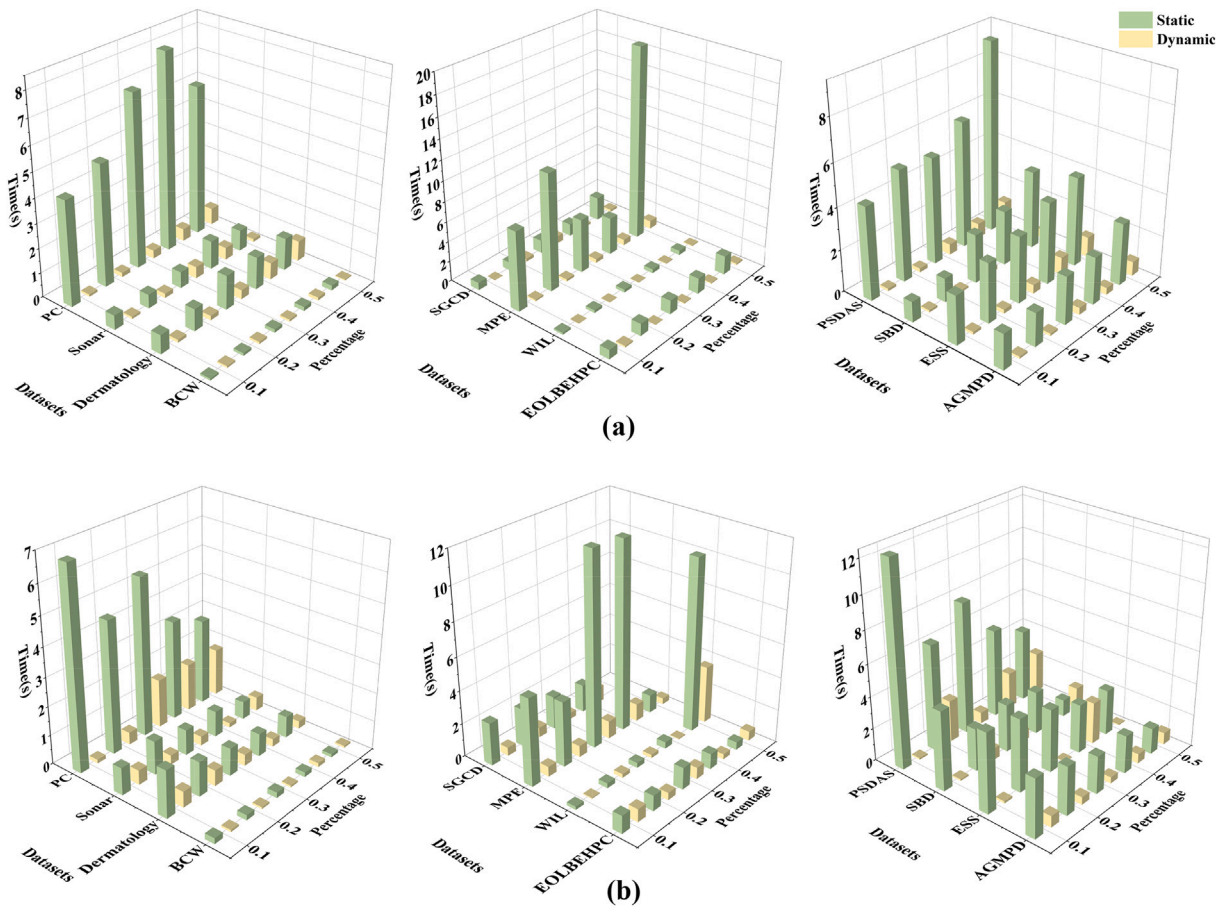 Static
Dynamic
8
7
6
5
4
3
2
1
0
Time(s)
PC
Sonar
Dermatology
BCW
Datasets
0.1
0.2
0.3
0.4
0.5
Percentage
20
18
16
14
12
10
8
6
4
2
0
Time(s)
SGCD
MPE
WIL
EOLBEHPC
Datasets
0.1
0.2
0.3
0.4
0.5
Percentage
8
6
4
2
0
Time(s)
PSDAS
SBD
ESS
AGMPD
Datasets
0.1
0.2
0.3
0.4
0.5
Percentage
(a)
7
6
5
4
3
2
1
0
Time(s)
PC
Sonar
Dermatology
BCW
Datasets
0.1
0.2
0.3
0.4
0.5
Percentage
12
10
8
6
4
2
0
Time(s)
SGCD
MPE
WIL
EOLBEHPC
Datasets
0.1
0.2
0.3
0.4
0.5
Percentage
12
10
8
6
4
2
0
Time(s)
PSDAS
SBD
ESS
AGMPD
Datasets
0.1
0.2
0.3
0.4
0.5
Percentage
(b)